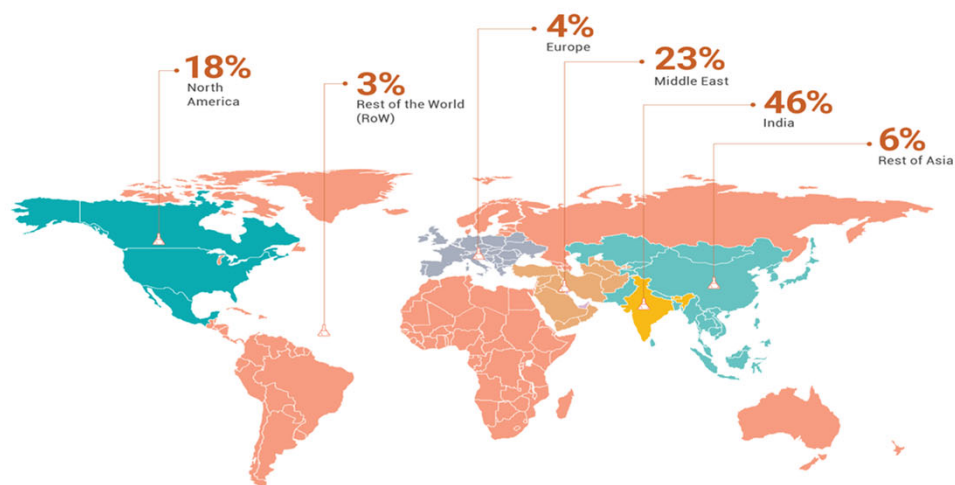 18%
North
America
3%
Rest of the World
(RoW)
4%
Europe
23%
Middle East
46%
India
6%
Rest of Asia